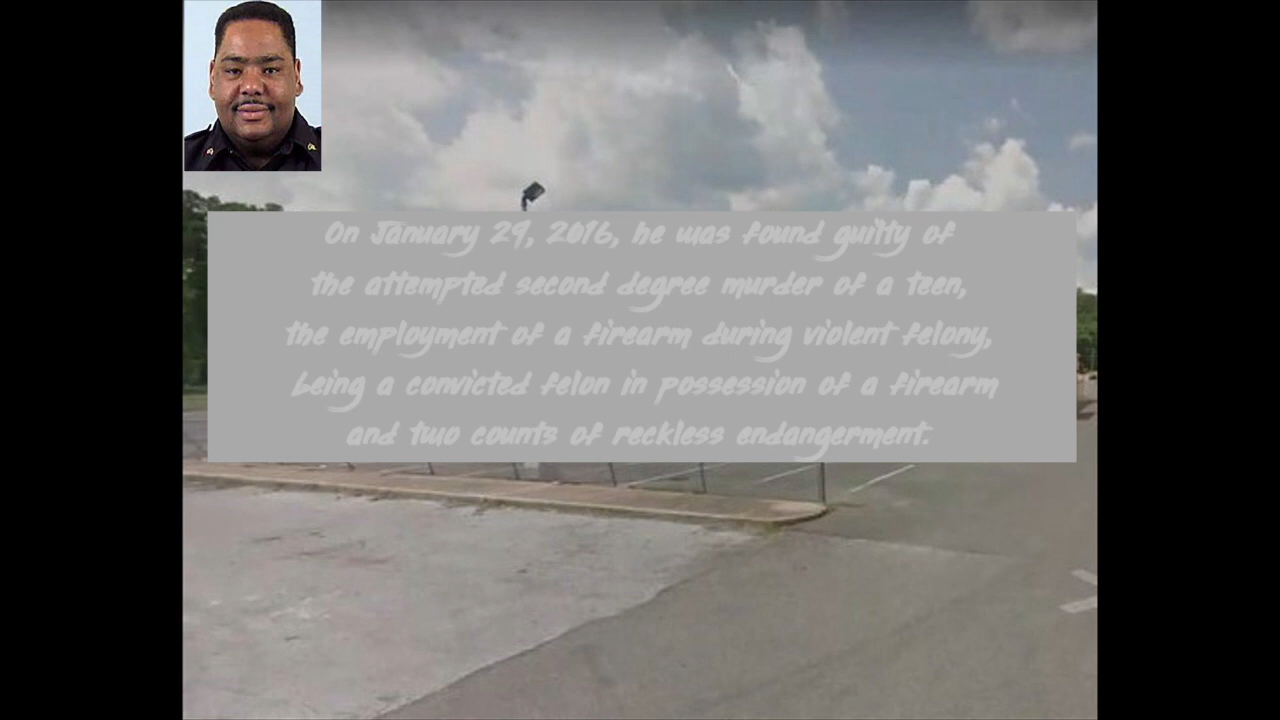 On January 29, 2016, he was found guilty of
the attempted second degree murder of a teen,
the employment of a firearm during violent felony,
being a convicted felon in possession of a firearm
and two counts of reckless endangerment.